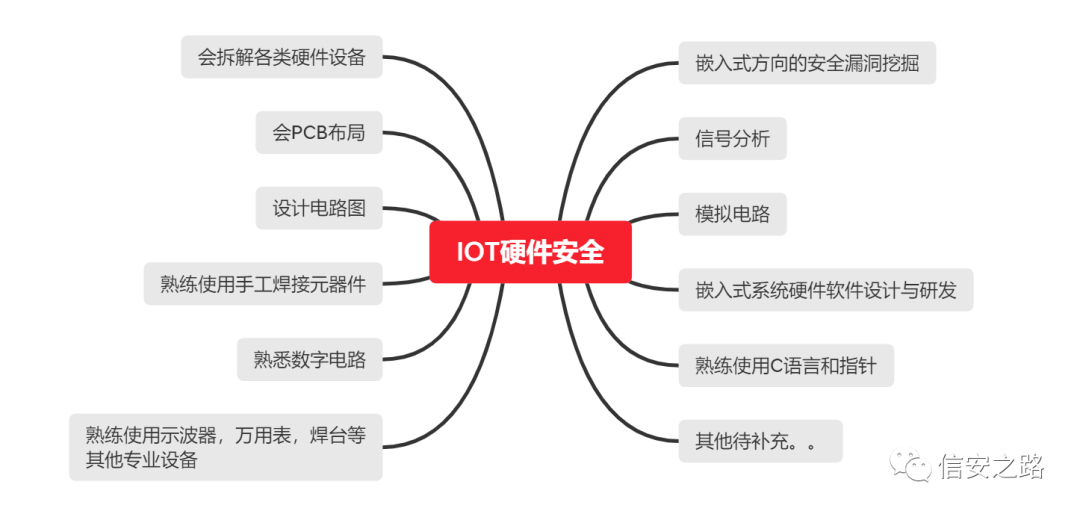 会拆解各类硬件设备
会PCB布局
设计电路图
熟练使用手工焊接元器件
熟悉数字电路
熟练使用示波器，万用表，焊台等
其他专业设备
IOT硬件安全
嵌入式方向的安全漏洞挖掘
信号分析
模拟电路
嵌入式系统硬件软件设计与研发
熟练使用C语言和指针
其他待补充。。
信安之路